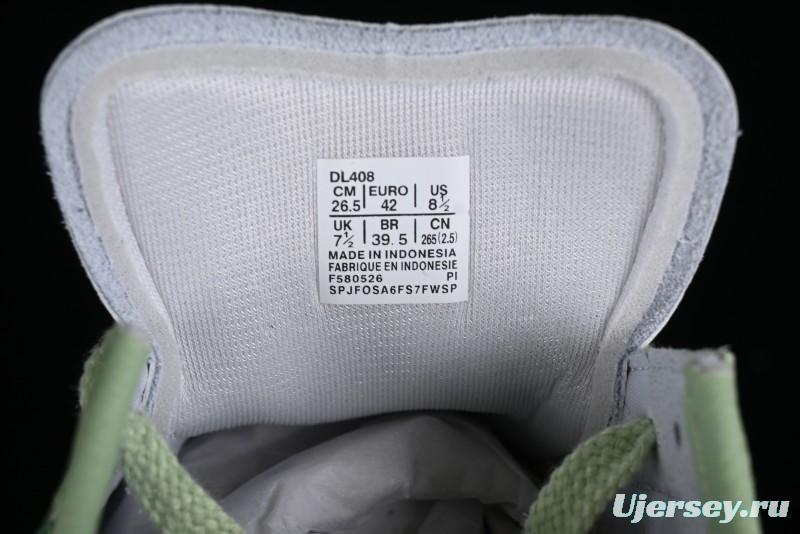 DL408
CM EURO US
26.5 42 8½
UK BR CN
7½ 39.5 265(2.5)
MADE IN INDONESIA
FABRIQUE EN INDONESIE
F580526 PI
SPJFOSA6FS7FWSP
Ujersey.ru